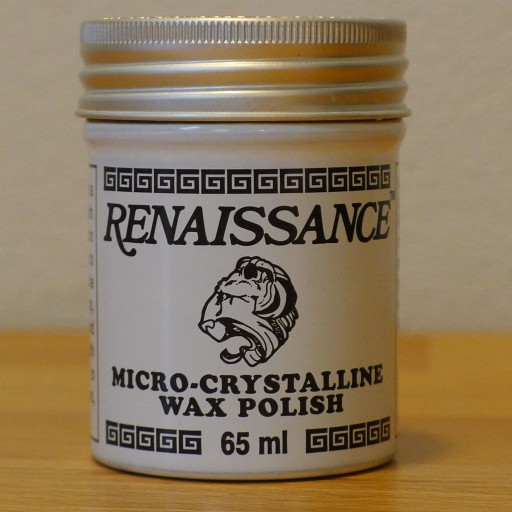 RENAISSANCE™
MICRO-CRYSTALLINE
WAX POLISH
65 ml